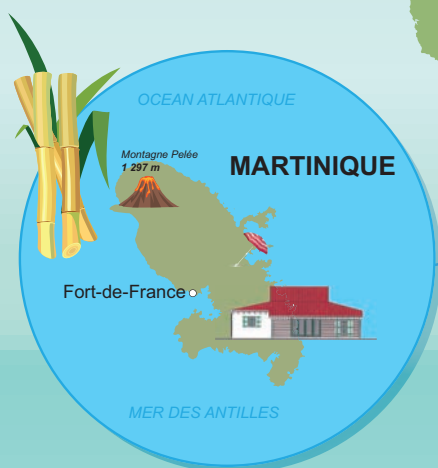 OCEAN ATLANTIQUE
Montagne Pelée
1 297 m
MARTINIQUE
Fort-de-France
MER DES ANTILLES